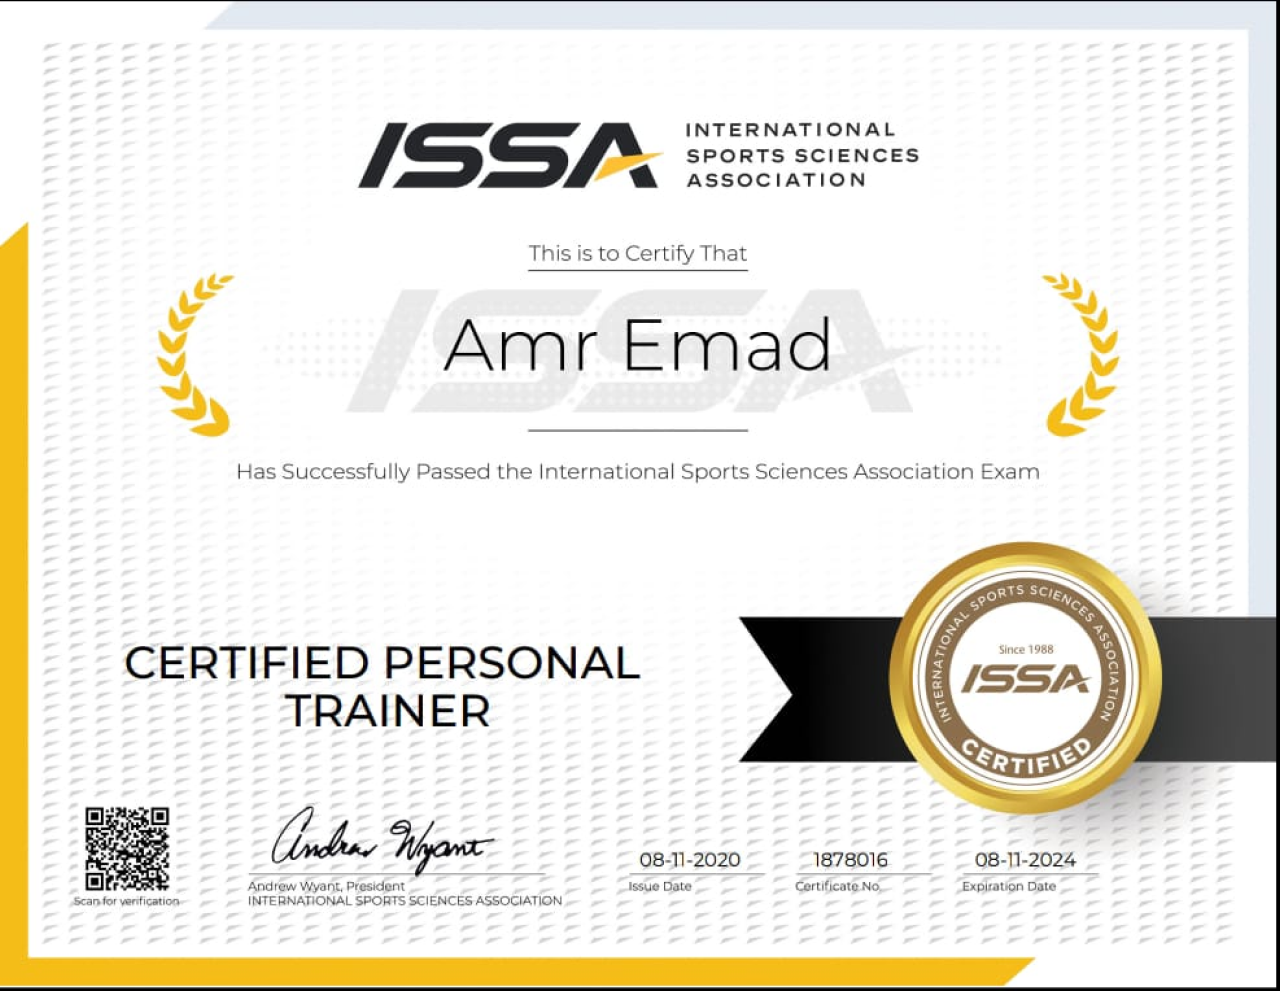 ISSA
INTERNATIONAL
SPORTS SCIENCES
ASSOCIATION
This is to Certify That
ISSA
Amr Emad
Has Successfully Passed the International Sports Sciences Association Exam
CERTIFIED PERSONAL
TRAINER
INTERNATIONAL SPORTS SCIENCES ASSOCIATION
Since 1988
ISSA
CERTIFIED
Andrew Wyant
08-11-2020
1878016
08-11-2024
Andrew Wyant, President
INTERNATIONAL SPORTS SCIENCES ASSOCIATION
Issue Date
Certificate No.
Expiration Date
Scan for verification